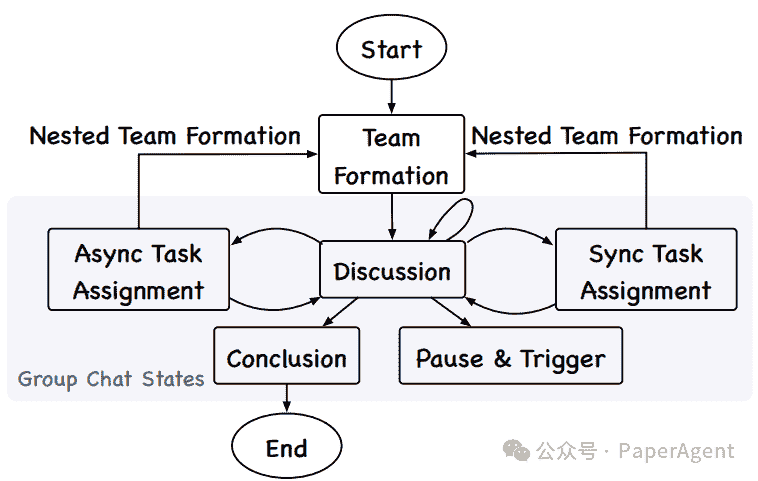 Start
Nested Team Formation
Team
Formation
Nested Team Formation
Async Task
Assignment
Discussion
Sync Task
Assignment
Conclusion
Pause & Trigger
Group Chat States
End
公众号 · PaperAgent